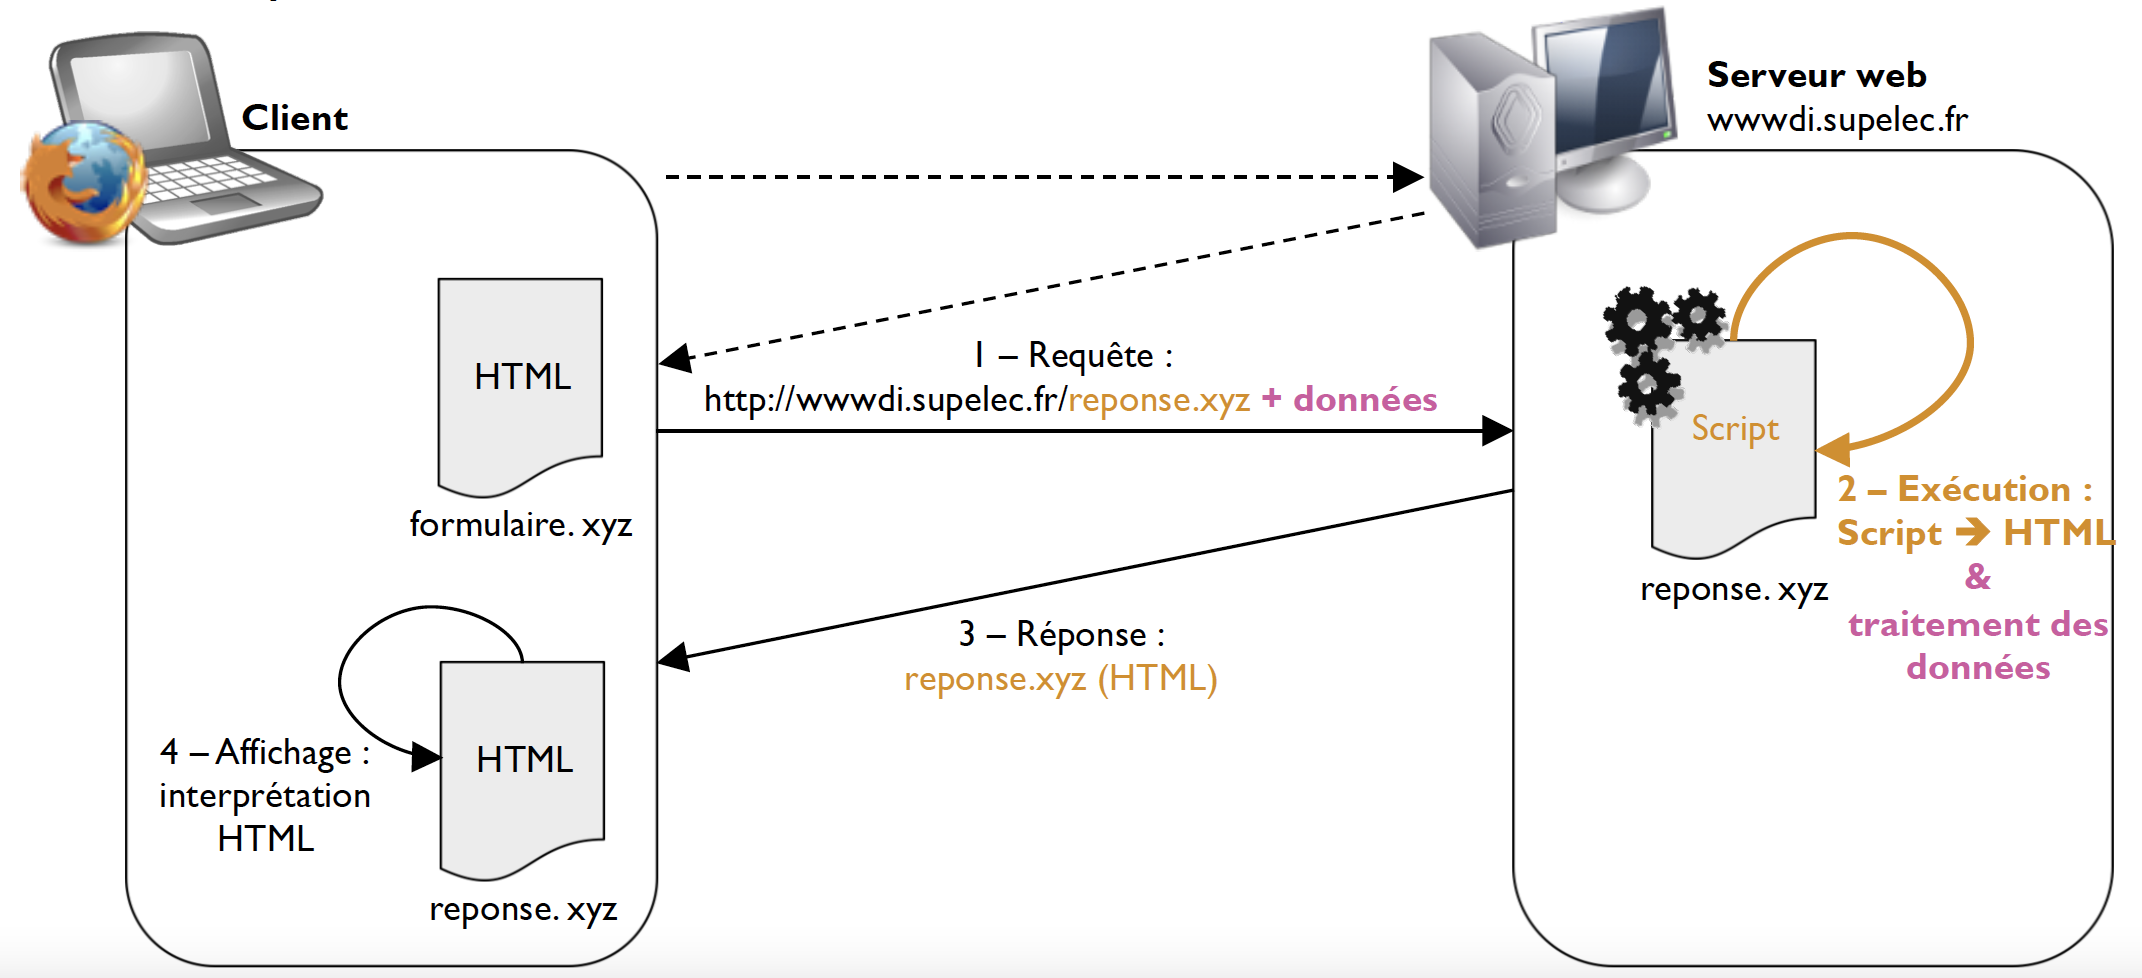 Client
Serveur web
wwwdi.supelec.fr
HTML
formulaire. xyz
1 – Requête :
http://wwwdi.supelec.fr/reponse.xyz + données
Script
reponse. xyz
2 – Exécution :
Script ➔ HTML
&
traitement des
données
3 – Réponse :
reponse.xyz (HTML)
4 – Affichage :
interprétation
HTML
HTML
reponse. xyz